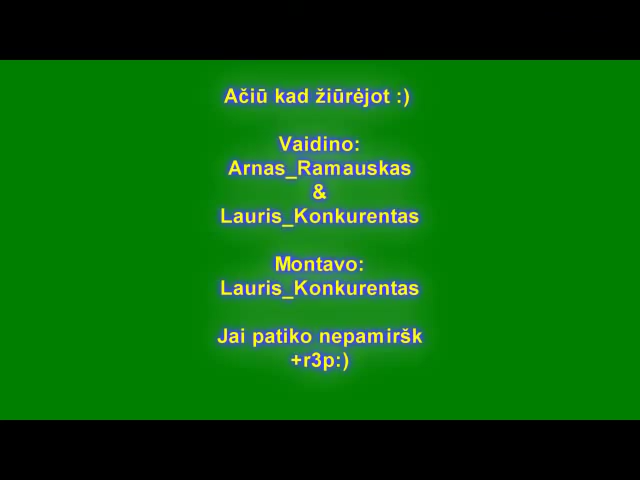 Ačiū kad žiūrėjot :)
Vaidino:
Arnas_Ramauskas
&
Lauris_Konkurentas
Montavo:
Lauris_Konkurentas
Jai patiko nepamiršk
+r3p:)